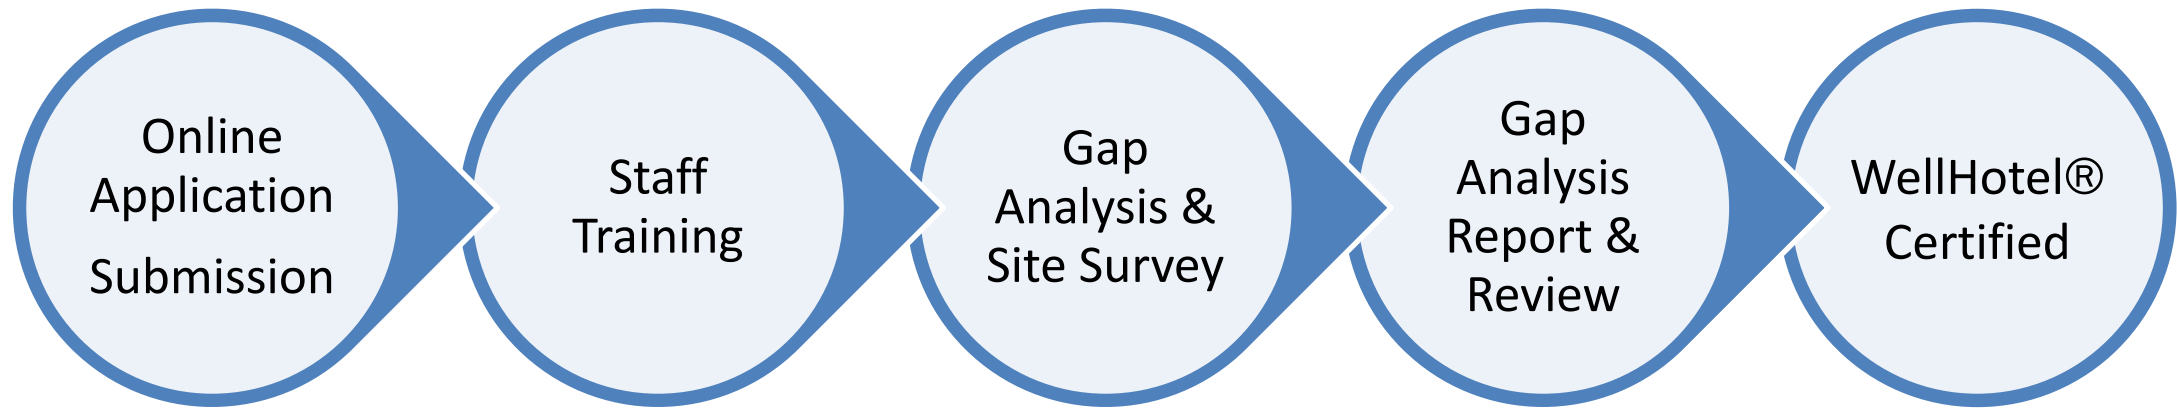 Online
Application
Submission
Staff
Training
Gap
Analysis &
Site Survey
Gap
Analysis
Report &
Review
WellHotel®
Certified